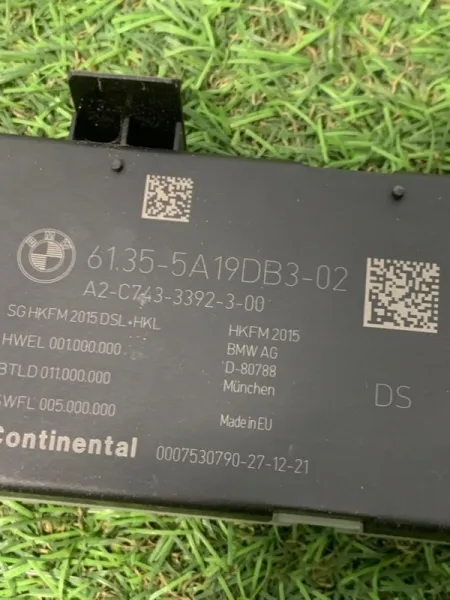 BMW
61.35-5A19DB3-02
A2-C743-3392-3-00
SG HKFM 2015 DSL+HKL
HWEL 001.000.000
BTLD 011.000.000
SWFL 005.000.000
HKFM 2015
BMW AG
D-80788
München
Made in EU
DS
Continental 0007530790-27-12-21